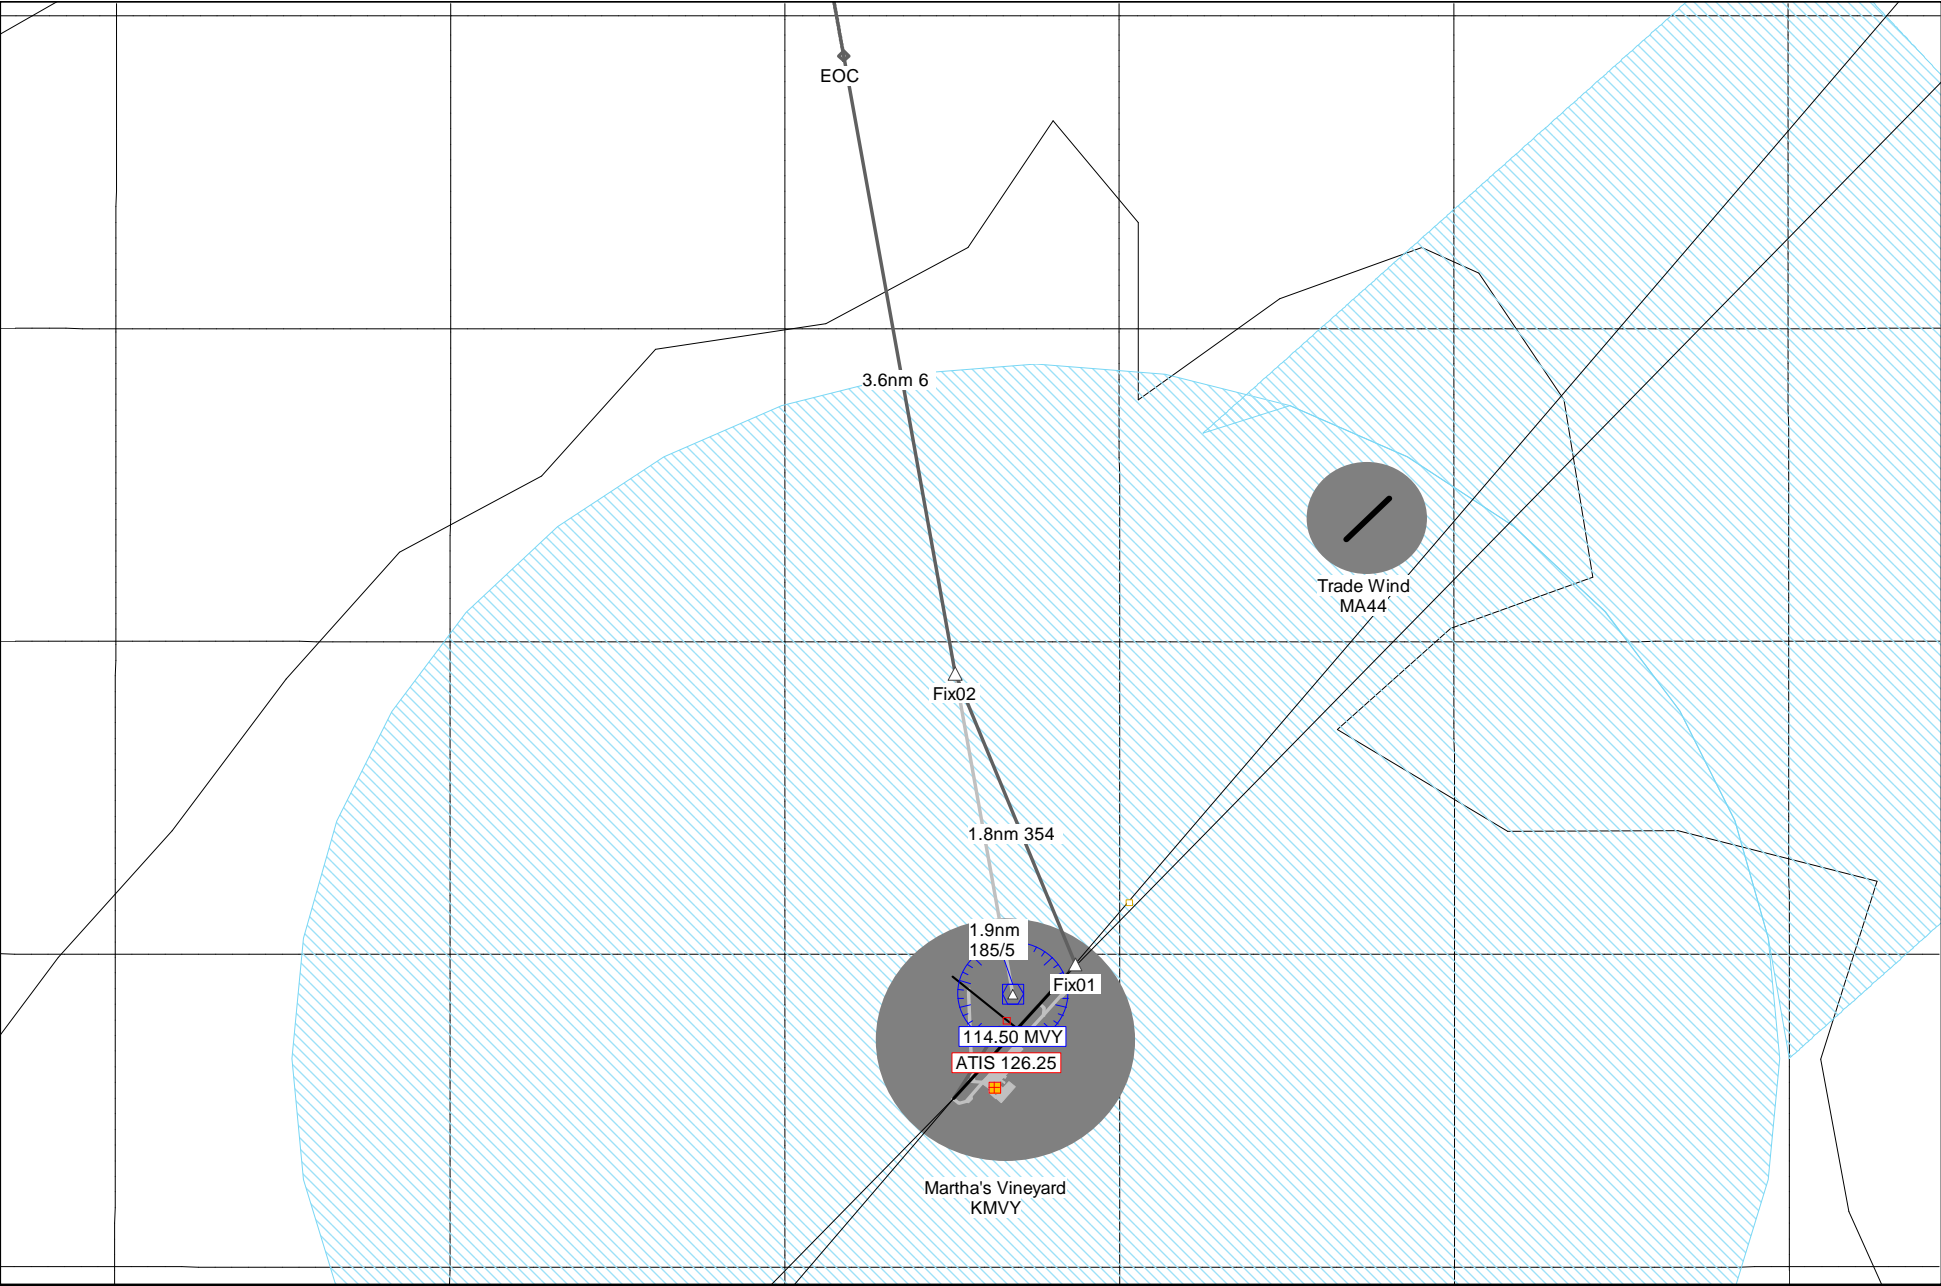 EOC
3.6nm 6
Trade Wind
MA44
Fix02
1.8nm 354
1.9nm
185/5
Fix01
114.50 MVY
ATIS 126.25
Martha's Vineyard
KMVY